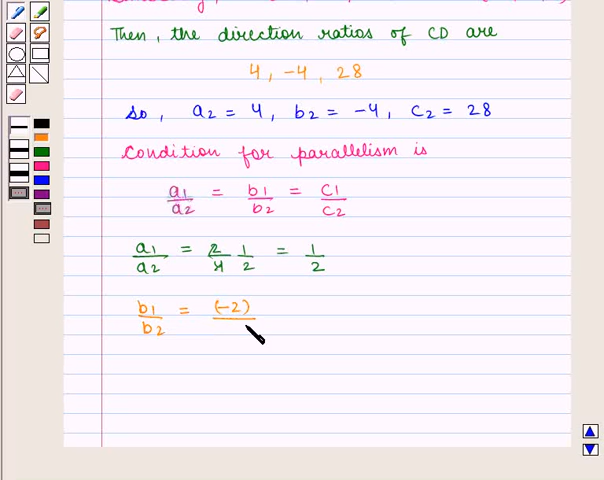 Then, the direction ratios of CD are
4, -4, 28
So, a2 = 4, b2 = -4, c2 = 28
Condition for parallelism is
a1/a2 = b1/b2 = c1/c2
a1/a2 = 2/4 1/2 = 1/2
b1/b2 = (-2)